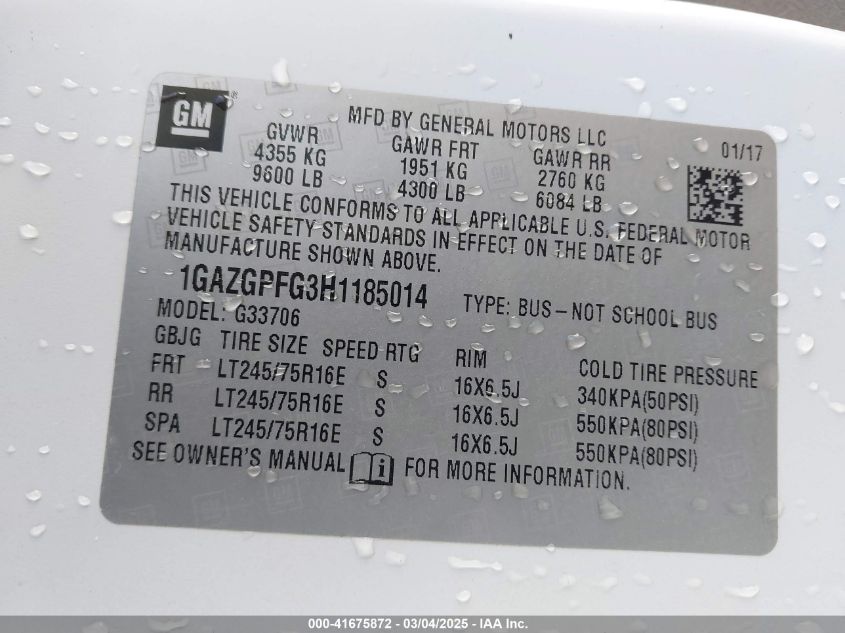 GM
MFD BY GENERAL MOTORS LLC
01/17
GVWR GAWR FRT GAWR RR
4355 KG 1951 KG 2760 KG
9600 LB 4300 LB 6084 LB
THIS VEHICLE CONFORMS TO ALL APPLICABLE U.S. FEDERAL MOTOR
VEHICLE SAFETY STANDARDS IN EFFECT ON THE DATE OF
MANUFACTURE SHOWN ABOVE.
1GAZGPFG3H1185014 TYPE: BUS-NOT SCHOOL BUS
MODEL: G33706
GBJG TIRE SIZE SPEED RTG RIM COLD TIRE PRESSURE
FRT LT245/75R16E S 16X6.5J 340KPA(50PSI)
RR LT245/75R16E S 16X6.5J 550KPA(80PSI)
SPA LT245/75R16E S 16X6.5J 550KPA(80PSI)
SEE OWNER'S MANUAL i FOR MORE INFORMATION.
000-41675872 — 03/04/2025 — IAA Inc.